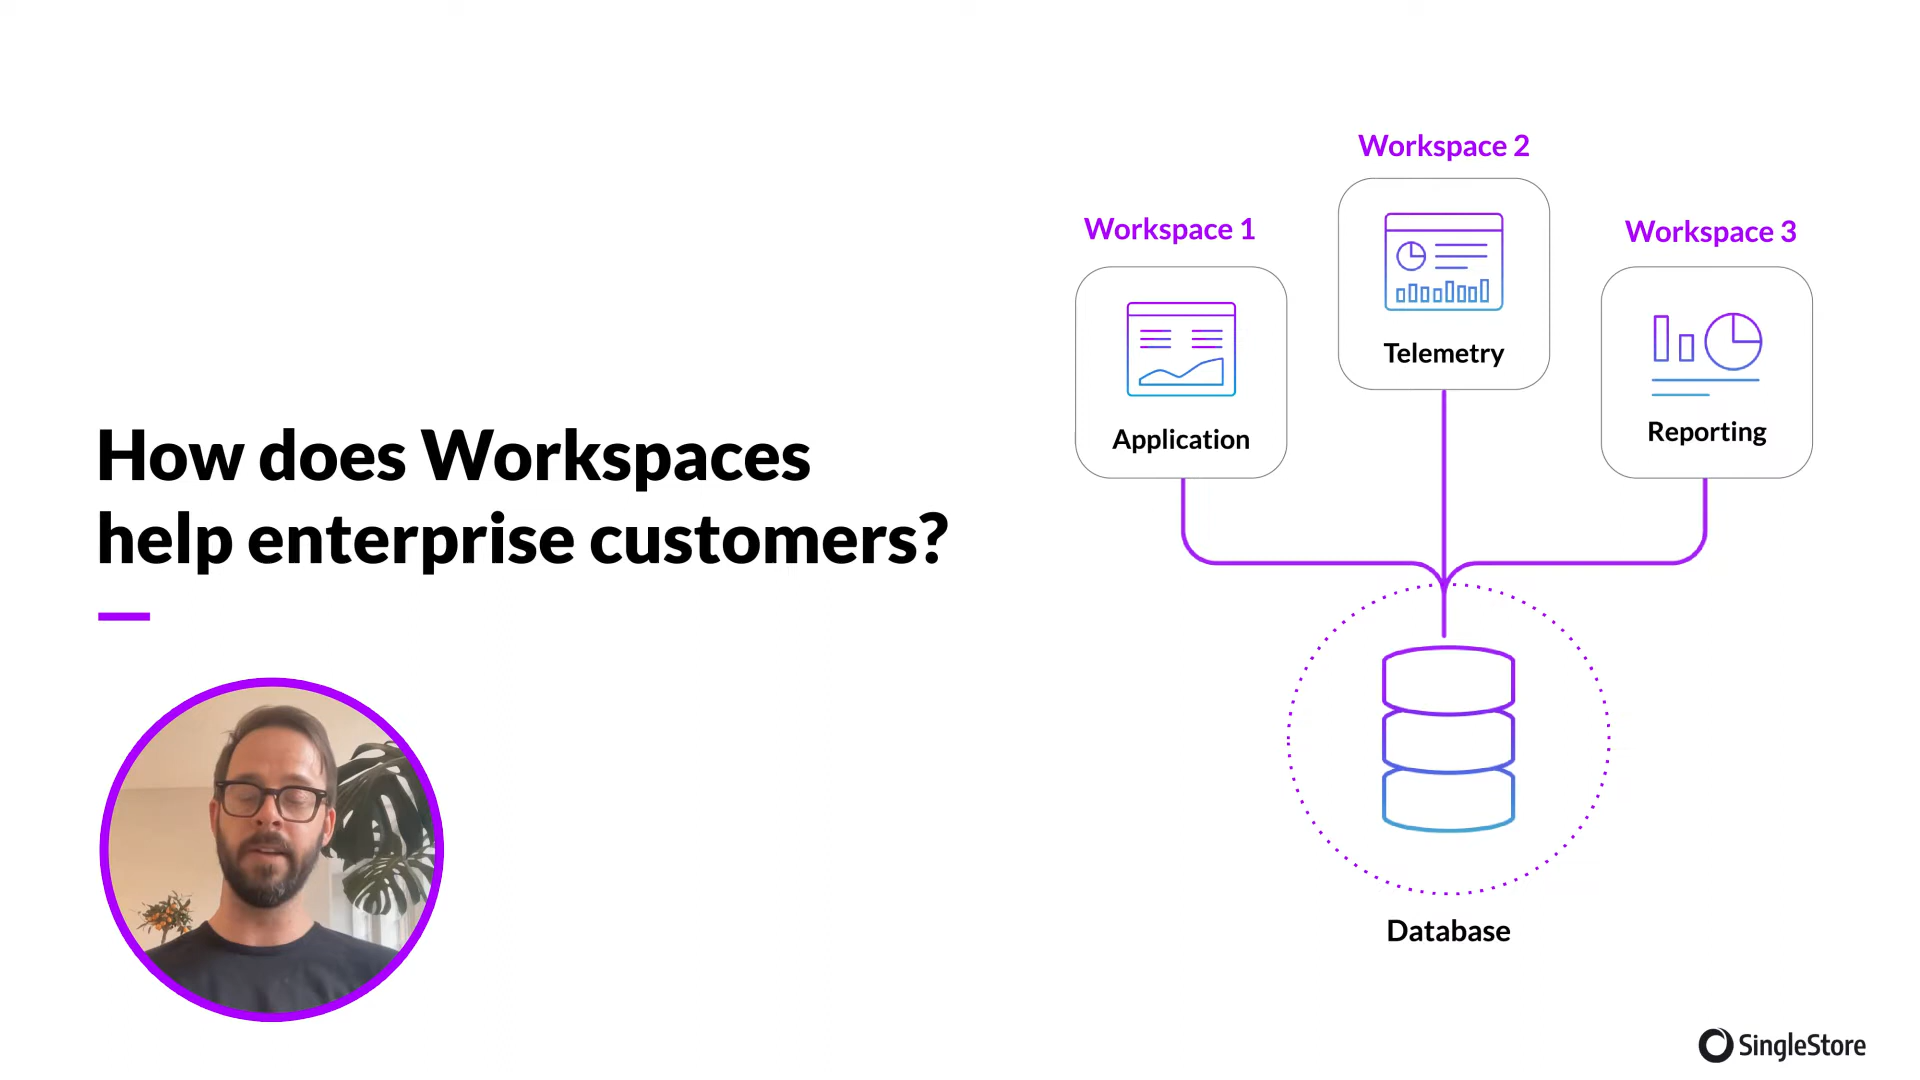 How does Workspaces
help enterprise customers?
Workspace 1
Application
Workspace 2
Telemetry
Workspace 3
Reporting
Database
SingleStore